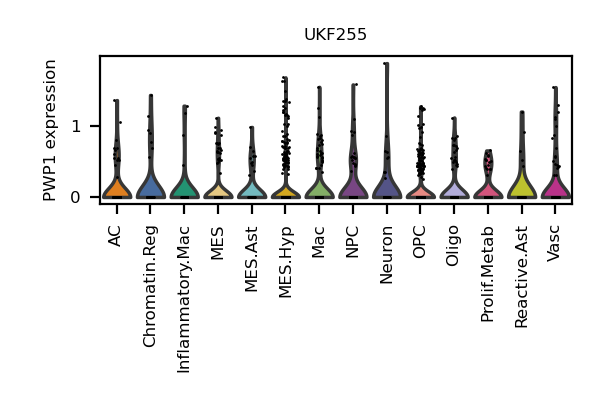 UKF255
PWP1 expression
1
0
AC
Chromatin.Reg
Inflammatory.Mac
MES
MES.Ast
MES.Hyp
Mac
NPC
Neuron
OPC
Oligo
Prolif.Metab
Reactive.Ast
Vasc